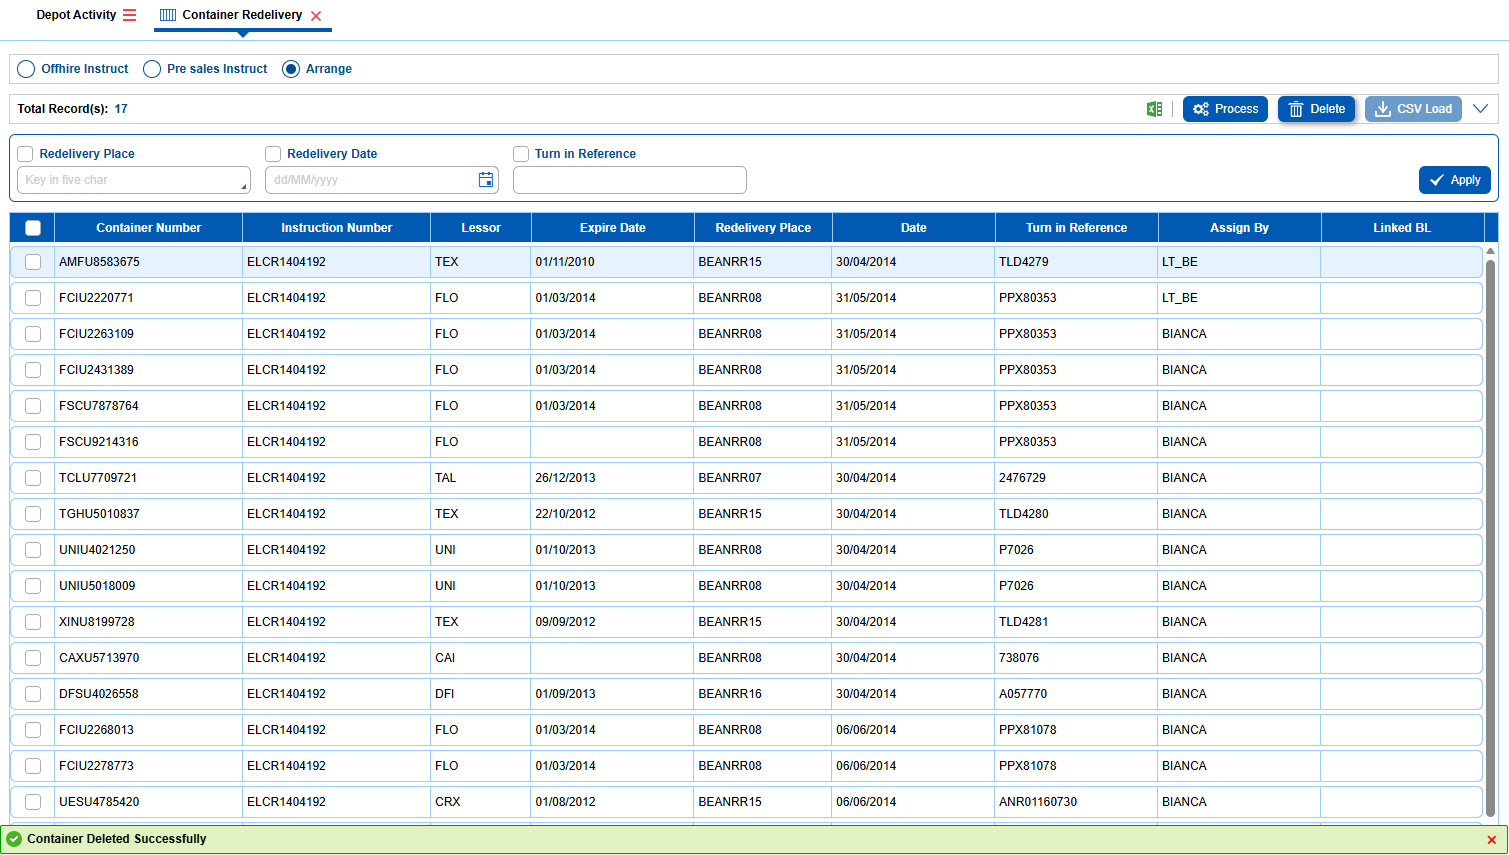 Depot Activity Container Redelivery
Offhire Instruct Pre sales Instruct Arrange
Total Record(s): 17 Process Delete CSV Load
Redelivery Place Redelivery Date Turn in Reference
Key in five char dd/MM/yyyy Apply
Container Number Instruction Number Lessor Expire Date Redelivery Place Date Turn in Reference Assign By Linked BL
AMFU8583675 ELCR1404192 TEX 01/11/2010 BEANRR15 30/04/2014 TLD4279 LT_BE
FCIU2220771 ELCR1404192 FLO 01/03/2014 BEANRR08 31/05/2014 PPX80353 LT_BE
FCIU2263109 ELCR1404192 FLO 01/03/2014 BEANRR08 31/05/2014 PPX80353 BIANCA
FCIU2431389 ELCR1404192 FLO 01/03/2014 BEANRR08 31/05/2014 PPX80353 BIANCA
FSCU7878764 ELCR1404192 FLO 01/03/2014 BEANRR08 31/05/2014 PPX80353 BIANCA
FSCU9214316 ELCR1404192 FLO BEANRR08 31/05/2014 PPX80353 BIANCA
TCLU7709721 ELCR1404192 TAL 26/12/2013 BEANRR07 30/04/2014 2476729 BIANCA
TGHU5010837 ELCR1404192 TEX 22/10/2012 BEANRR15 30/04/2014 TLD4280 BIANCA
UNIU4021250 ELCR1404192 UNI 01/10/2013 BEANRR08 30/04/2014 P7026 BIANCA
UNIU5018009 ELCR1404192 UNI 01/10/2013 BEANRR08 30/04/2014 P7026 BIANCA
XINU8199728 ELCR1404192 TEX 09/09/2012 BEANRR15 30/04/2014 TLD4281 BIANCA
CAXU5713970 ELCR1404192 CAI BEANRR08 30/04/2014 738076 BIANCA
DFSU4026558 ELCR1404192 DFI 01/09/2013 BEANRR16 30/04/2014 A057770 BIANCA
FCIU2268013 ELCR1404192 FLO 01/03/2014 BEANRR08 06/06/2014 PPX81078 BIANCA
FCIU2278773 ELCR1404192 FLO 01/03/2014 BEANRR08 06/06/2014 PPX81078 BIANCA
UESU4785420 ELCR1404192 CRX 01/08/2012 BEANRR15 06/06/2014 ANR01160730 BIANCA
Container Deleted Successfully